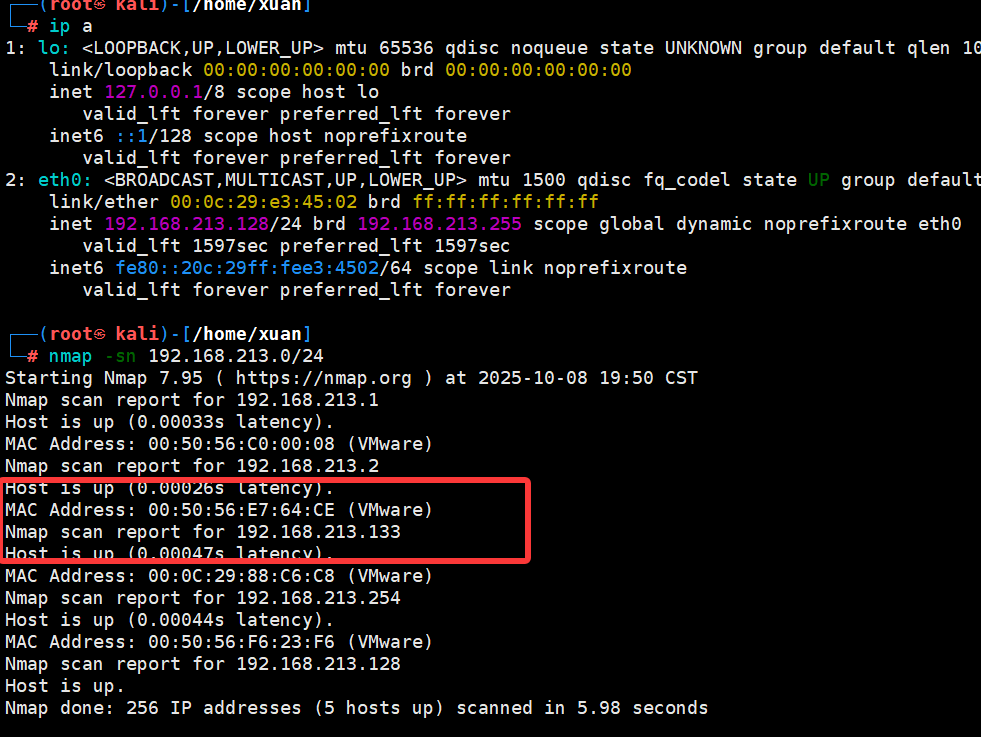 ┌──(root㉿ kali)-[/home/xuan]
└─# ip a
1: lo: <LOOPBACK,UP,LOWER_UP> mtu 65536 qdisc noqueue state UNKNOWN group default qlen 10
link/loopback 00:00:00:00:00:00 brd 00:00:00:00:00:00
inet 127.0.0.1/8 scope host lo
valid_lft forever preferred_lft forever
inet6 ::1/128 scope host noprefixroute
valid_lft forever preferred_lft forever
2: eth0: <BROADCAST,MULTICAST,UP,LOWER_UP> mtu 1500 qdisc fq_codel state UP group default
link/ether 00:0c:29:e3:45:02 brd ff:ff:ff:ff:ff:ff
inet 192.168.213.128/24 brd 192.168.213.255 scope global dynamic noprefixroute eth0
valid_lft 1597sec preferred_lft 1597sec
inet6 fe80::20c:29ff:fee3:4502/64 scope link noprefixroute
valid_lft forever preferred_lft forever
┌──(root㉿ kali)-[/home/xuan]
└─# nmap -sn 192.168.213.0/24
Starting Nmap 7.95 ( https://nmap.org ) at 2025-10-08 19:50 CST
Nmap scan report for 192.168.213.1
Host is up (0.00033s latency).
MAC Address: 00:50:56:C0:00:08 (VMware)
Nmap scan report for 192.168.213.2
Host is up (0.00026s latency).
MAC Address: 00:50:56:E7:64:CE (VMware)
Nmap scan report for 192.168.213.133
Host is up (0.00047s latency).
MAC Address: 00:0C:29:88:C6:C8 (VMware)
Nmap scan report for 192.168.213.254
Host is up (0.00044s latency).
MAC Address: 00:50:56:F6:23:F6 (VMware)
Nmap scan report for 192.168.213.128
Host is up.
Nmap done: 256 IP addresses (5 hosts up) scanned in 5.98 seconds